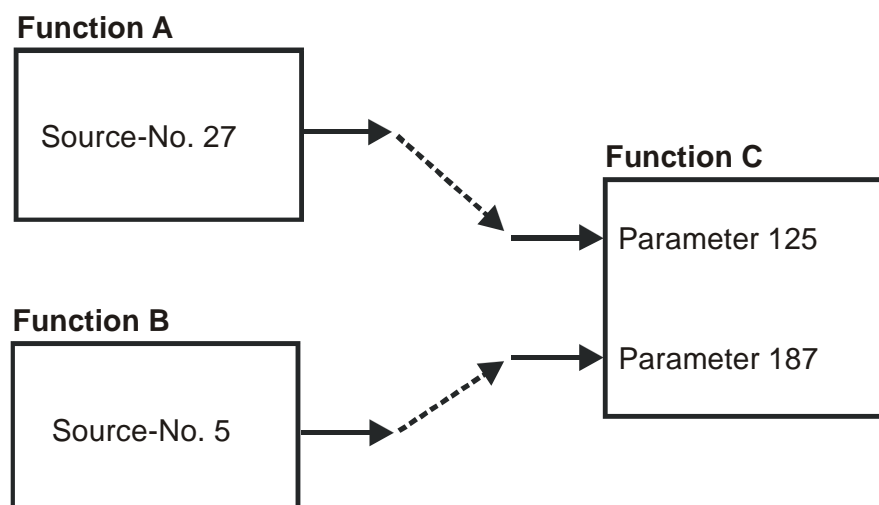 Function A
Source-No. 27
Function C
Parameter 125
Function B
Parameter 187
Source-No. 5